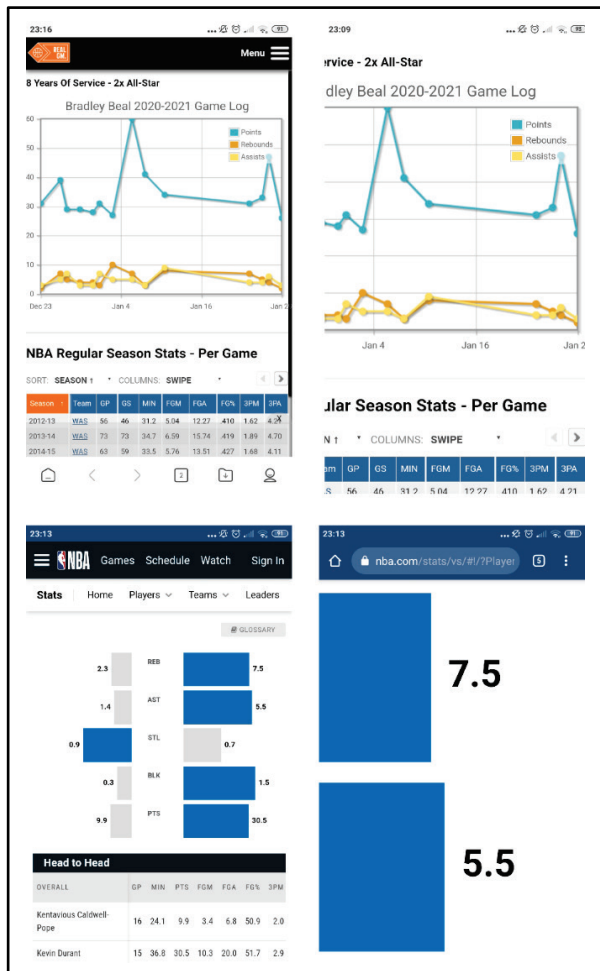 23:16
91
REAL
GM
Menu
8 Years Of Service - 2x All-Star
Bradley Beal 2020-2021 Game Log
60
50
40
30
20
10
0
Points
Rebounds
Assists
Dec 23
Jan 4
Jan 16
Jan 2
NBA Regular Season Stats - Per Game
SORT: SEASON ↑ COLUMNS: SWIPE
Season ↑ Team GP GS MIN FGM FGA FG% 3PM 3PA
2012-13 WAS 56 46 31.2 5.04 12.27 .410 1.62 4.21
2013-14 WAS 73 73 34.7 6.59 15.74 .419 1.89 4.70
2014-15 WAS 63 59 33.5 5.76 13.51 .427 1.68 4.11
23:09
ervice - 2x All-Star
dley Beal 2020-2021 Game Log
Points
Rebounds
Assists
Jan 4
Jan 16
Jan 2
ular Season Stats - Per Game
N ↑ COLUMNS: SWIPE
am GP GS MIN FGM FGA FG% 3PM 3PA
S 56 46 31.2 5.04 12.27 .410 1.62 4.21
23:13
NBA Games Schedule Watch Sign In
Stats Home Players Teams Leaders
GLOSSARY
2.3 REB 7.5
1.4 AST 5.5
0.9 STL 0.7
0.3 BLK 1.5
9.9 PTS 30.5
Head to Head
OVERALL GP MIN PTS FGM FGA FG% 3PM
Kentavious Caldwell-
Pope 16 24.1 9.9 3.4 6.8 50.9 2.0
Kevin Durant 15 36.8 30.5 10.3 20.0 51.7 2.9
23:13
nba.com/stats/vs/#!/?Player
5
7.5
5.5